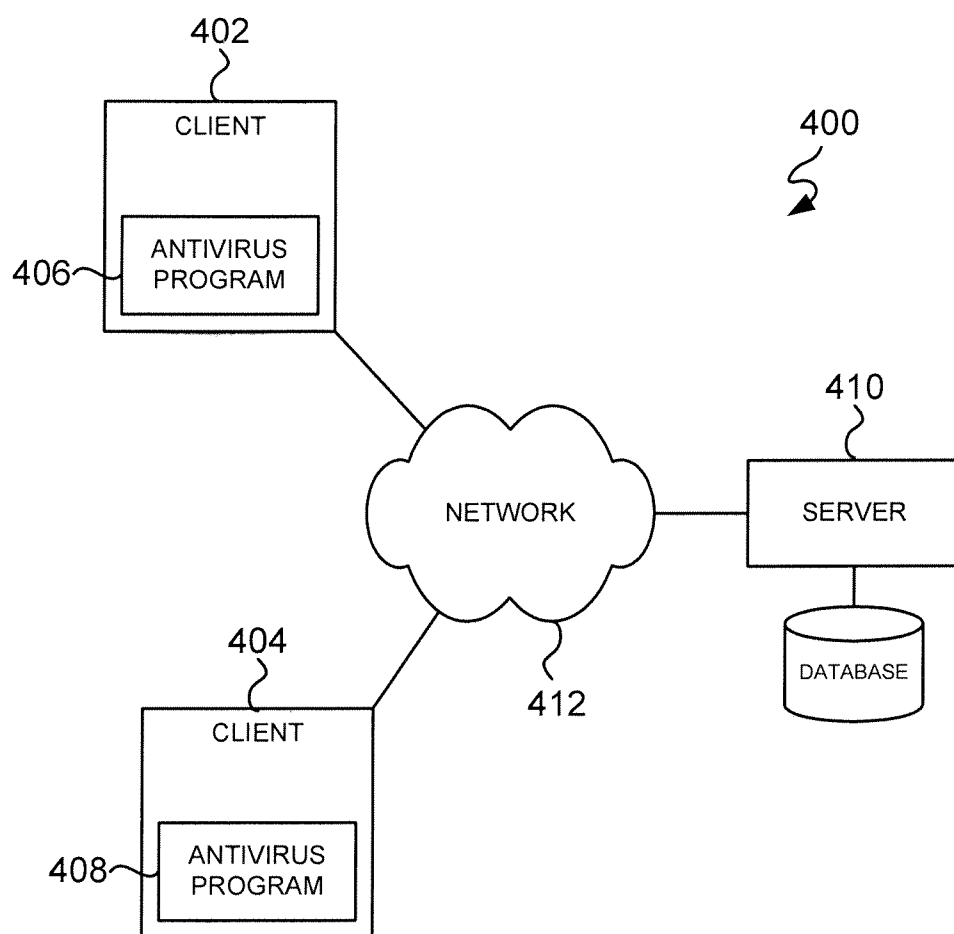 402
CLIENT
400
ANTIVIRUS
PROGRAM
406
410
NETWORK
SERVER
404
412
DATABASE
CLIENT
ANTIVIRUS
PROGRAM
408